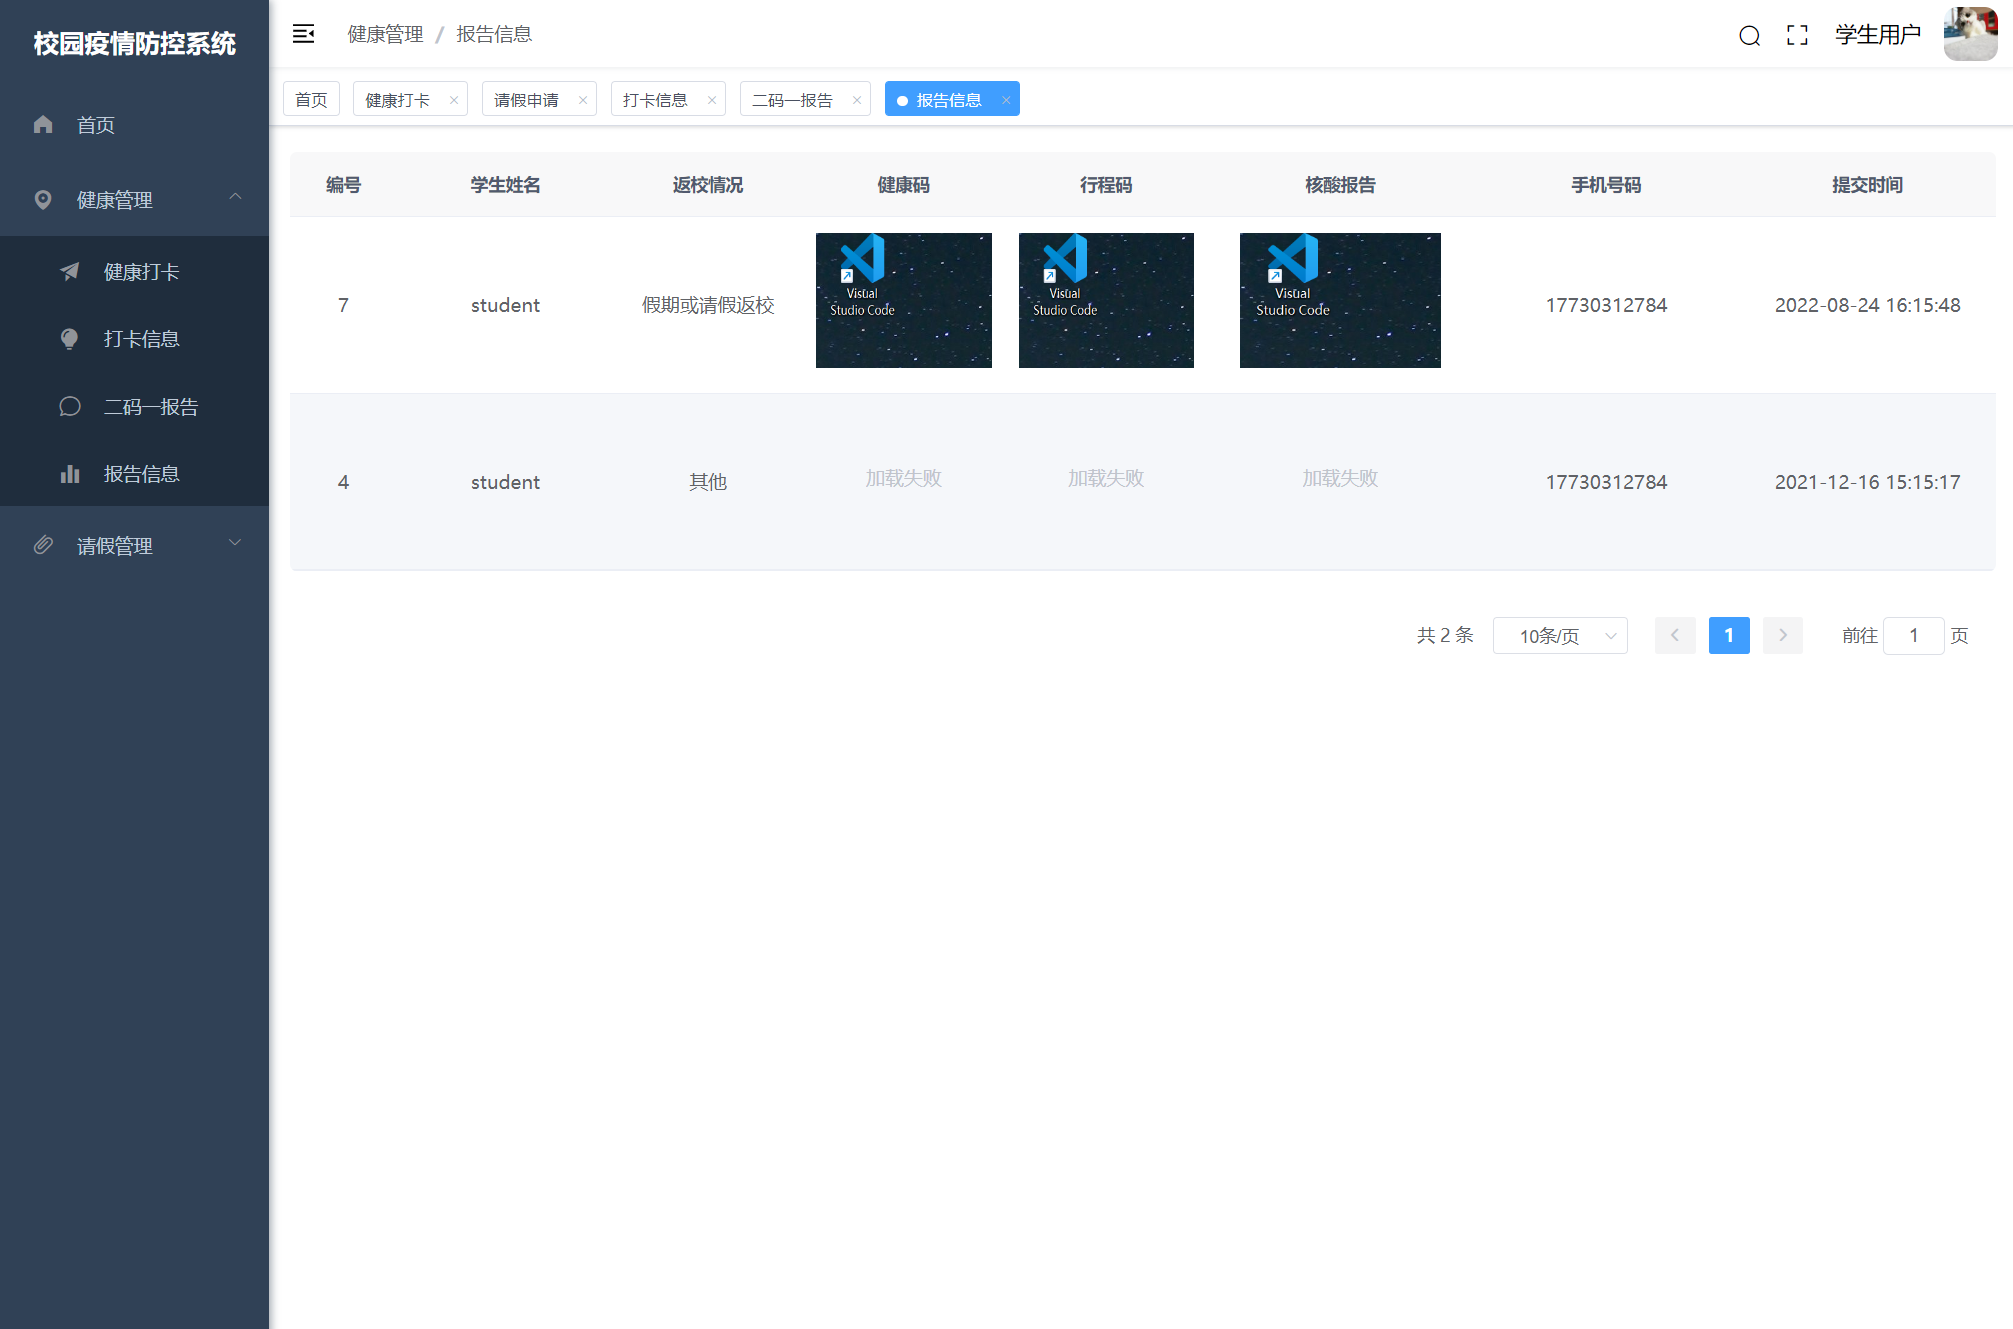 校园疫情防控系统
首页
健康管理
健康打卡
打卡信息
二码一报告
报告信息
请假管理
健康管理 / 报告信息
学生用户
首页 健康打卡 请假申请 打卡信息 二码一报告 报告信息
编号 学生姓名 返校情况 健康码 行程码 核酸报告 手机号码 提交时间
7 student 假期或请假返校 17730312784 2022-08-24 16:15:48
Visual
Studio Code
Visual
Studio Code
Visual
Studio Code
4 student 其他 加载失败 加载失败 加载失败 17730312784 2021-12-16 15:15:17
共 2 条 10条/页 1 前往 1 页